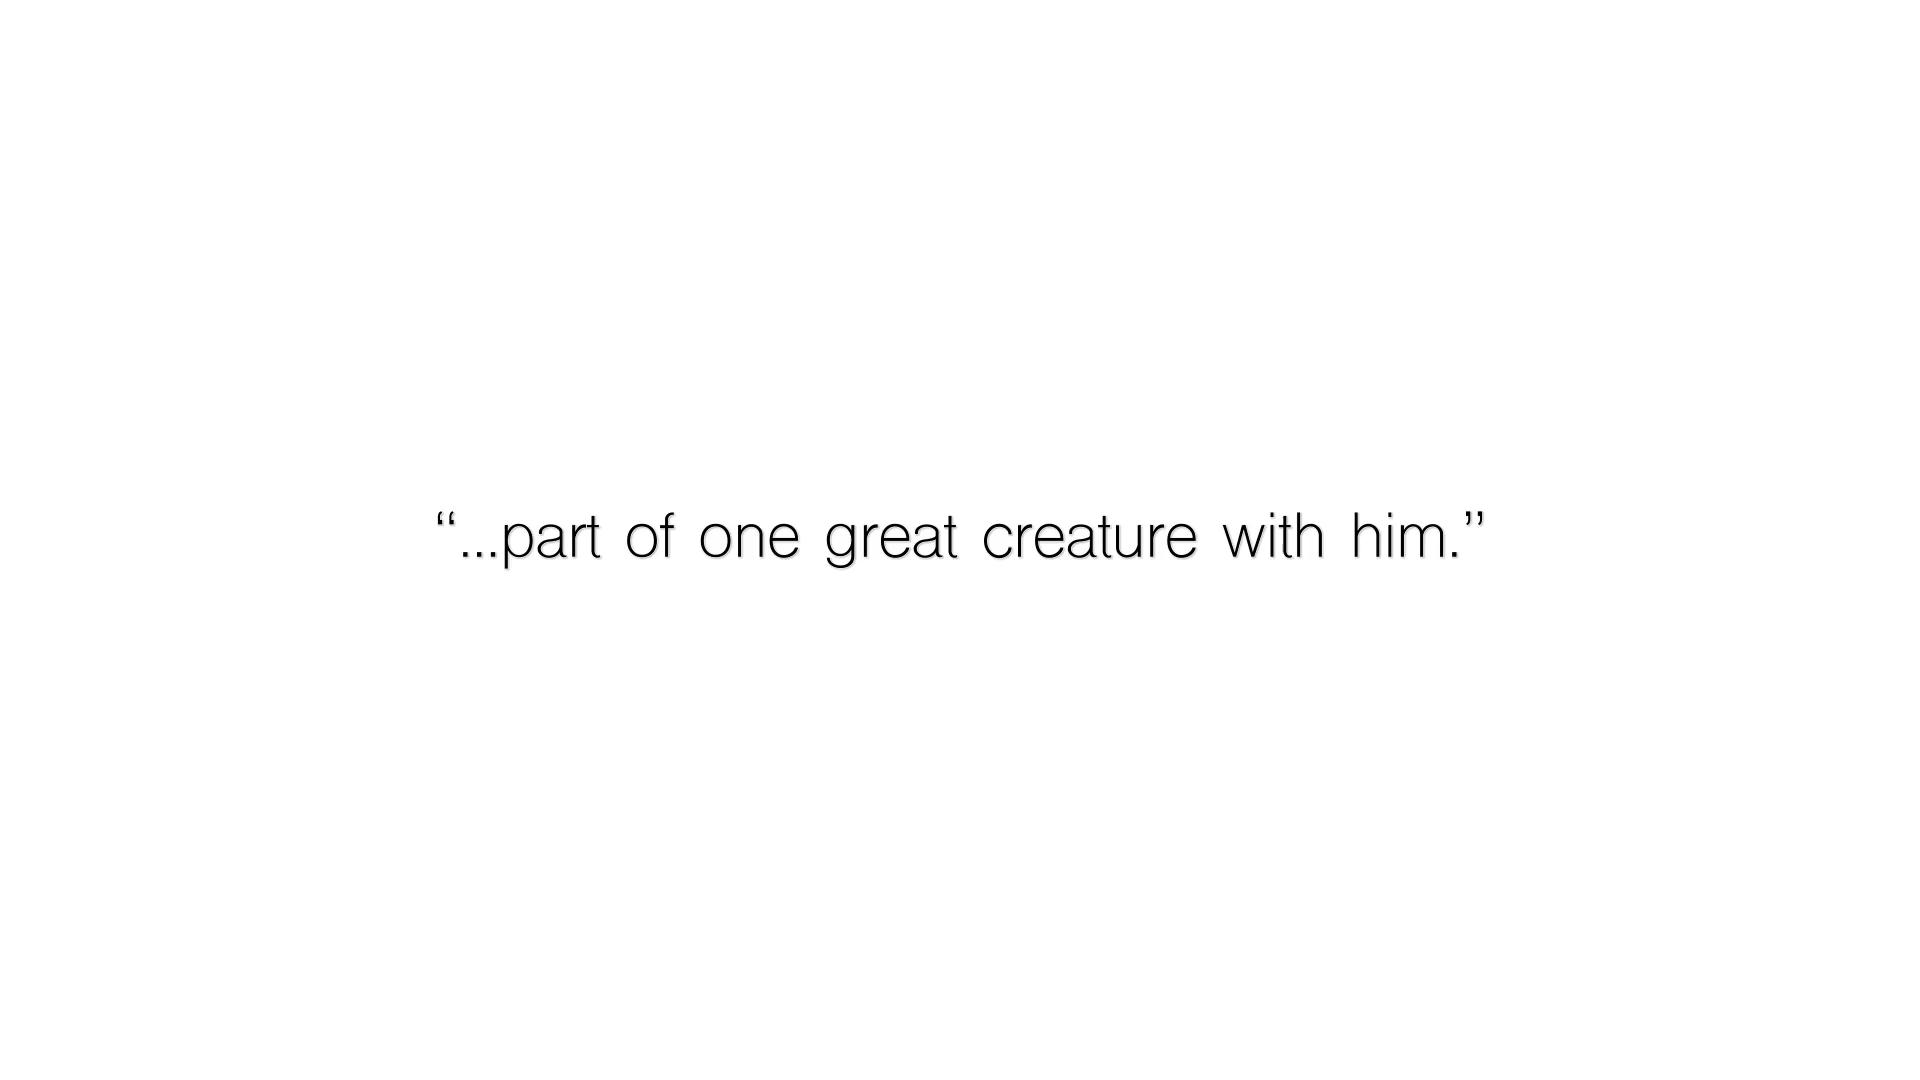 “...part of one great creature with him.”